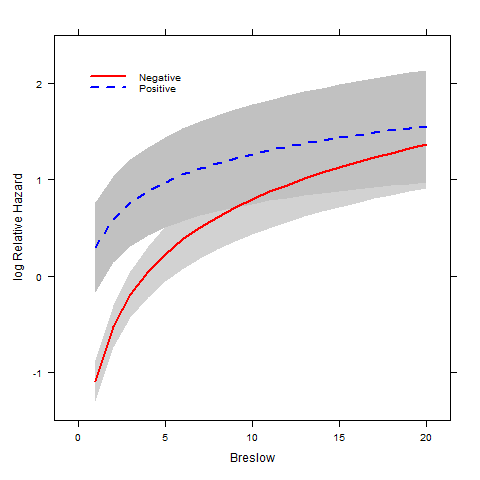 Negative
Positive
2
1
0
-1
log Relative Hazard
0 5 10 15 20
Breslow